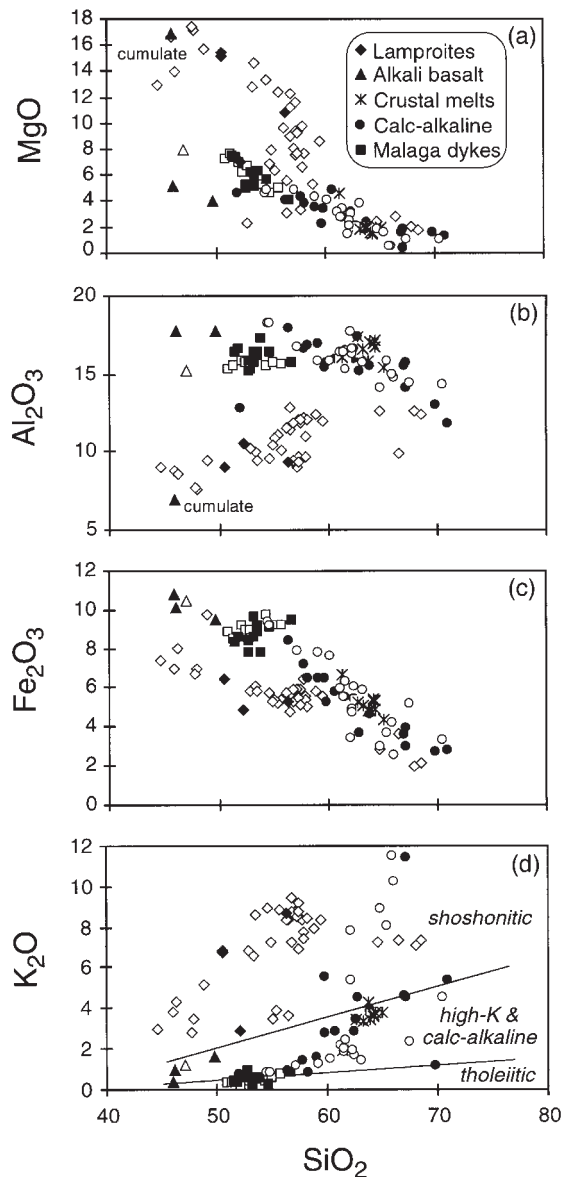 18
16
14
12
10
8
6
4
2
0
MgO
cumulate
(a)
Lamproites
Alkali basalt
Crustal melts
Calc-alkaline
Malaga dykes
20
15
10
5
Al2O3
cumulate
(b)
12
10
8
6
4
2
0
Fe2O3
(c)
12
10
8
6
4
2
0
K2O
(d)
shoshonitic
high-K &
calc-alkaline
tholeiitic
40 50 60 70 80
SiO2